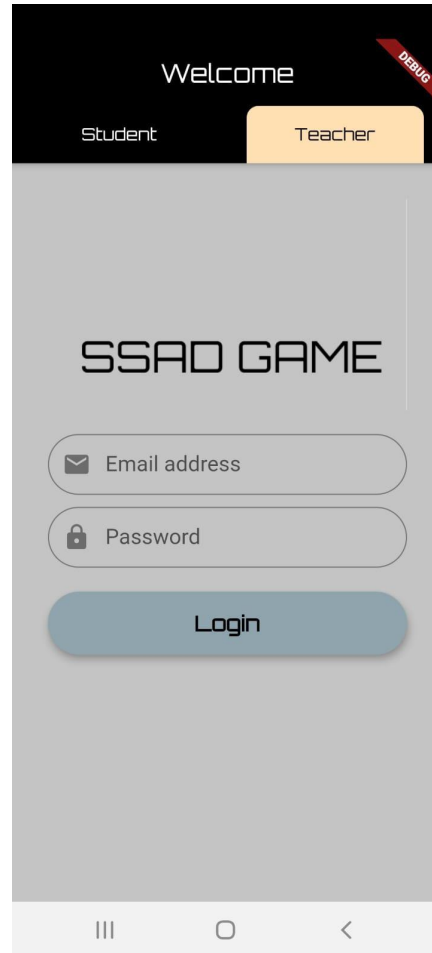 Welcome
DEBUG
Student
Teacher
SSAD GAME
Email address
Password
Login